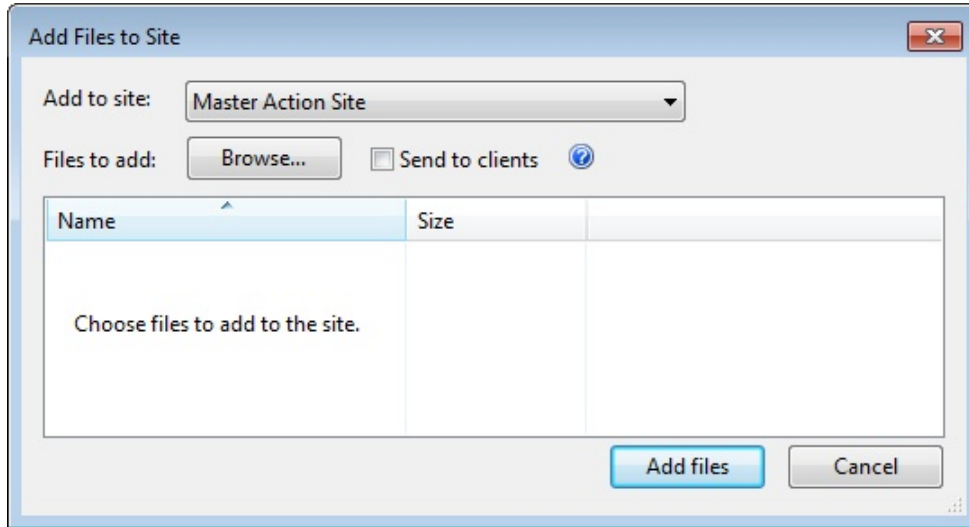 Add Files to Site
Add to site: Master Action Site
Files to add: Browse... Send to clients ?
Name Size
Choose files to add to the site.
Add files Cancel